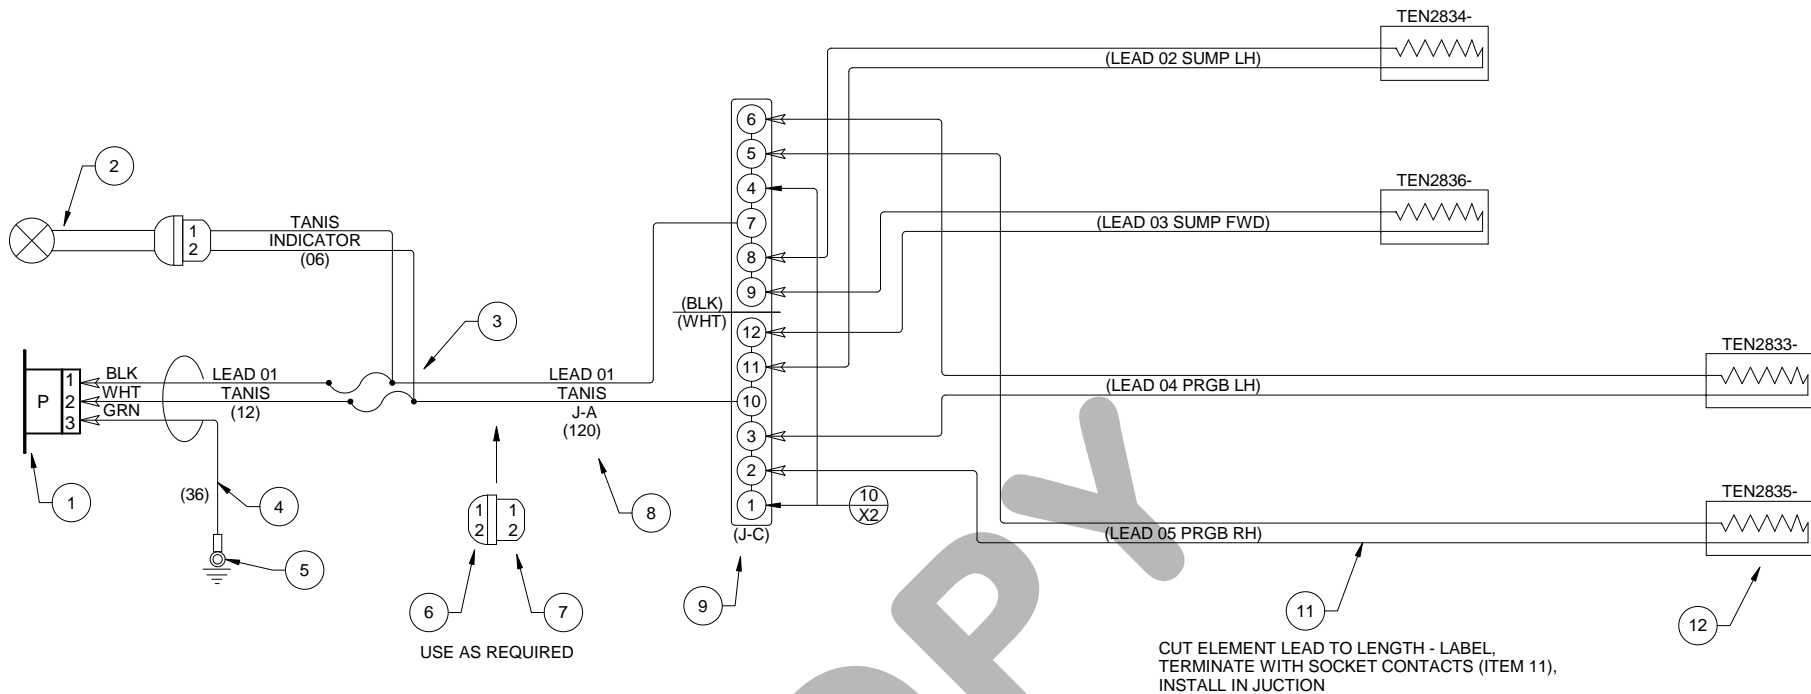 TEN2834-
(LEAD 02 SUMP LH)
6
5
4
7
8
9
(BLK)
(WHT)
12
11
10
3
2
1
(J-C)
10
X2
9
TEN2836-
(LEAD 03 SUMP FWD)
TEN2833-
(LEAD 04 PRGB LH)
TEN2835-
(LEAD 05 PRGB RH)
2
1
2
TANIS
INDICATOR
(06)
3
P
1
2
3
BLK
WHT
GRN
LEAD 01
TANIS
(12)
LEAD 01
TANIS
J-A
(120)
1
(36)
4
5
1
2
1
2
6
7
USE AS REQUIRED
8
11
12
CUT ELEMENT LEAD TO LENGTH - LABEL,
TERMINATE WITH SOCKET CONTACTS (ITEM 11),
INSTALL IN JUCTION
OPY